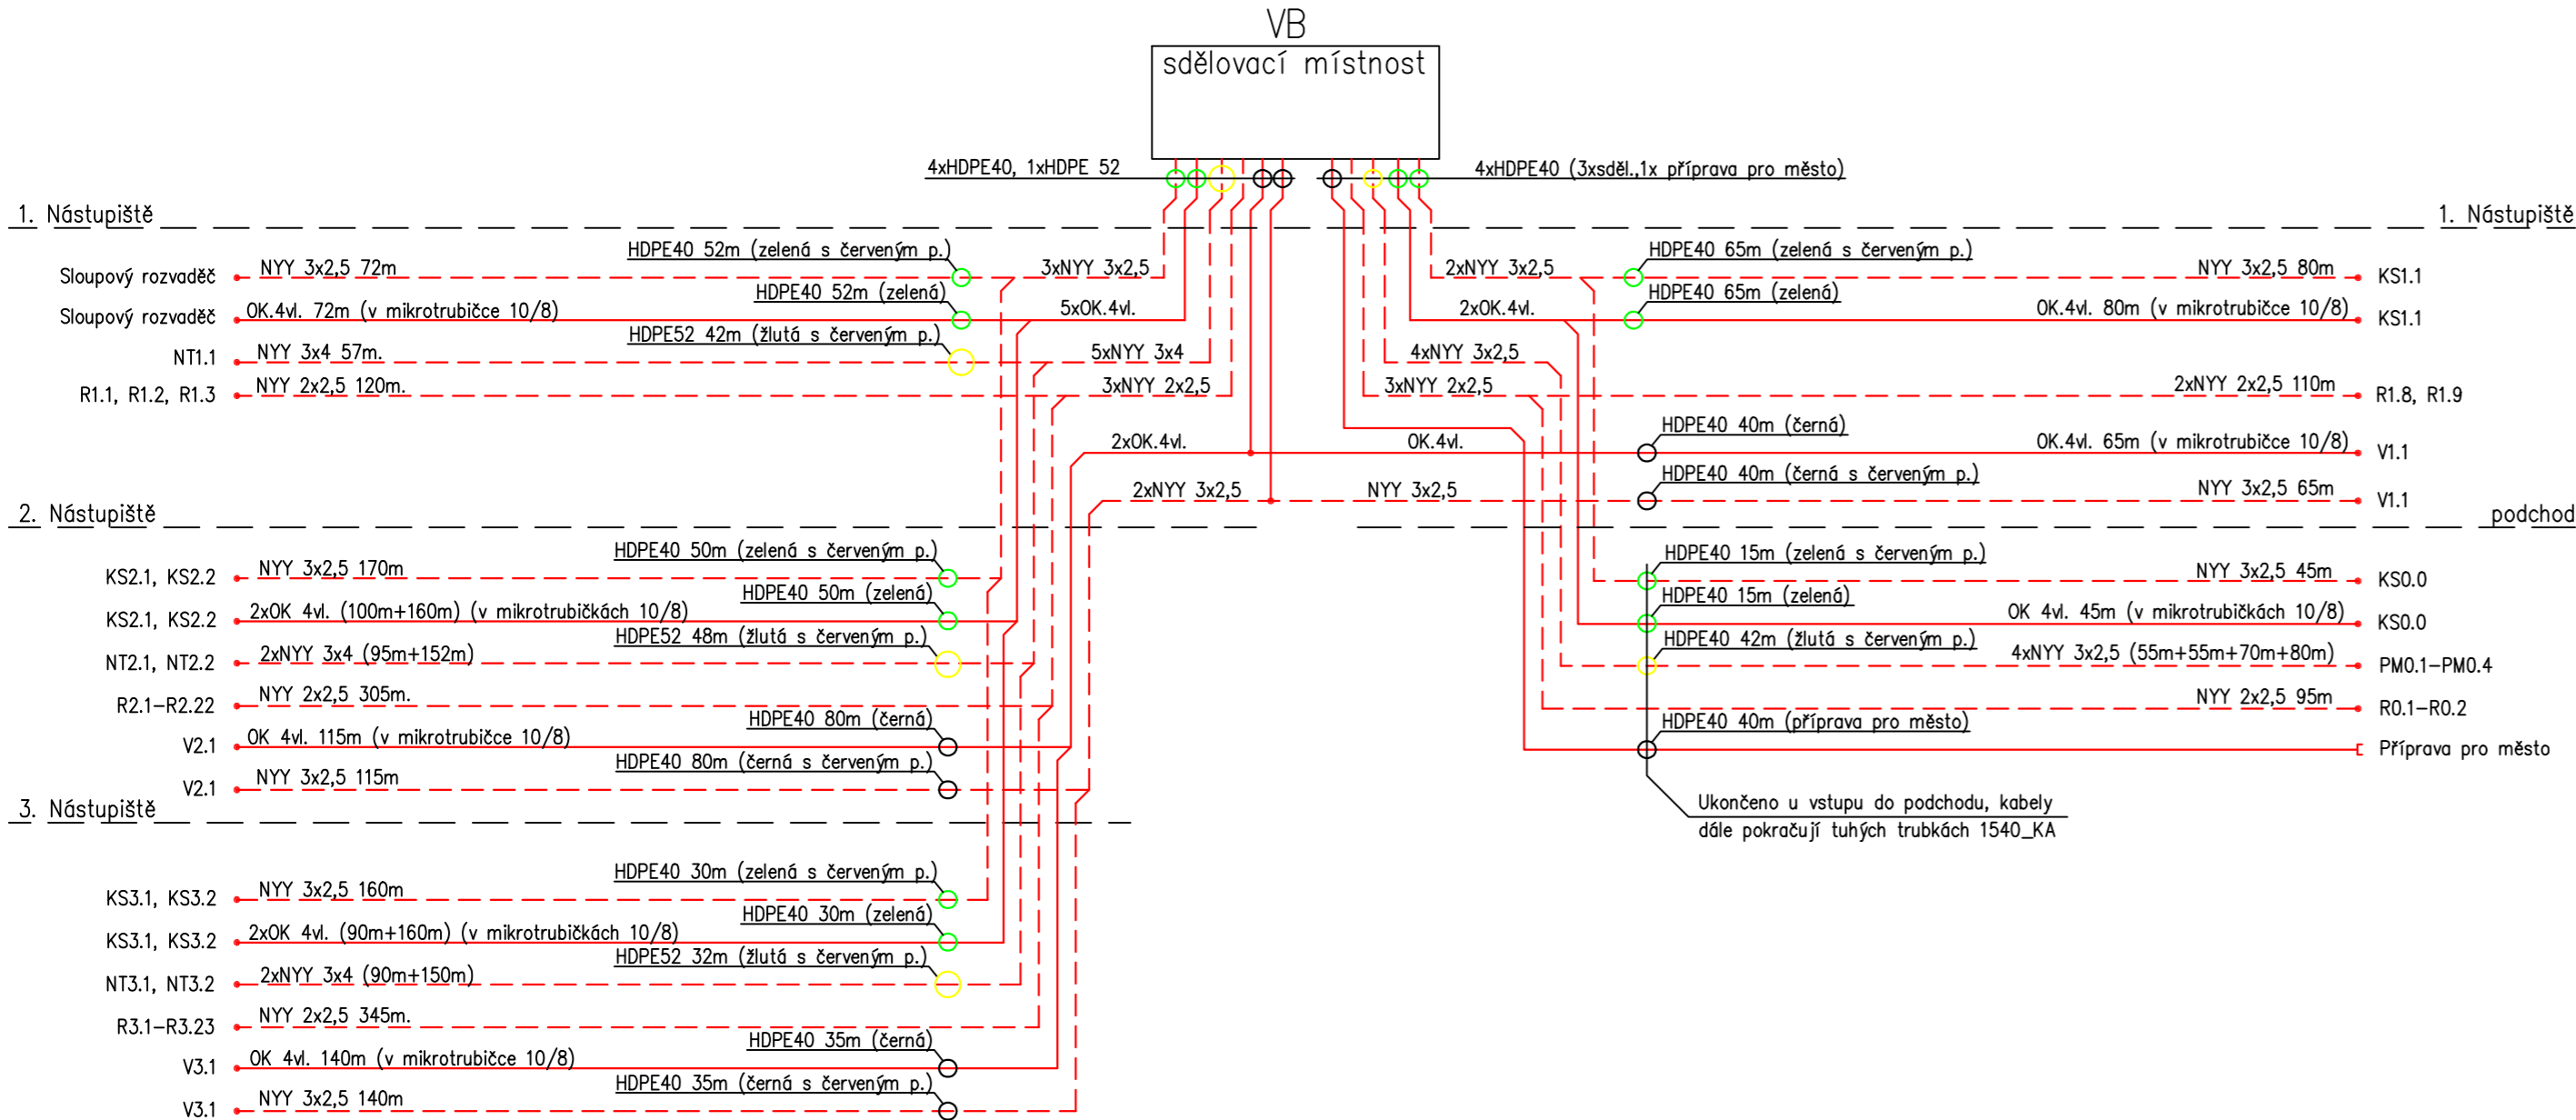 VB
sdělovací místnost
4xHDPE40, 1xHDPE 52
4xHDPE40 (3xsděl.,1x příprava pro město)
1. Nástupiště
1. Nástupiště
HDPE40 52m (zelená s červeným p.)
Sloupový rozvaděč
NYY 3x2,5 72m
3xNYY 3x2,5
HDPE40 52m (zelená)
Sloupový rozvaděč
OK.4vl. 72m (v mikrotrubičce 10/8)
5xOK.4vl.
HDPE52 42m (žlutá s červeným p.)
NT1.1
NYY 3x4 57m.
5xNYY 3x4
R1.1, R1.2, R1.3
NYY 2x2,5 120m.
3xNYY 2x2,5
HDPE40 65m (zelená s červeným p.)
2xNYY 3x2,5
NYY 3x2,5 80m
KS1.1
HDPE40 65m (zelená)
2xOK.4vl.
OK.4vl. 80m (v mikrotrubičce 10/8)
KS1.1
4xNYY 3x2,5
3xNYY 2x2,5
2xNYY 2x2,5 110m
R1.8, R1.9
HDPE40 40m (černá)
2xOK.4vl.
OK.4vl.
OK.4vl. 65m (v mikrotrubičce 10/8)
V1.1
HDPE40 40m (černá s červeným p.)
2xNYY 3x2,5
NYY 3x2,5
NYY 3x2,5 65m
V1.1
2. Nástupiště
podchod
HDPE40 50m (zelená s červeným p.)
KS2.1, KS2.2
NYY 3x2,5 170m
HDPE40 50m (zelená)
KS2.1, KS2.2
2xOK 4vl. (100m+160m) (v mikrotrubičkách 10/8)
HDPE52 48m (žlutá s červeným p.)
NT2.1, NT2.2
2xNYY 3x4 (95m+152m)
R2.1-R2.22
NYY 2x2,5 305m.
HDPE40 80m (černá)
V2.1
OK 4vl. 115m (v mikrotrubičce 10/8)
HDPE40 80m (černá s červeným p.)
V2.1
NYY 3x2,5 115m
HDPE40 15m (zelená s červeným p.)
NYY 3x2,5 45m
KS0.0
HDPE40 15m (zelená)
OK 4vl. 45m (v mikrotrubičkách 10/8)
KS0.0
HDPE40 42m (žlutá s červeným p.)
4xNYY 3x2,5 (55m+55m+70m+80m)
PM0.1-PM0.4
NYY 2x2,5 95m
R0.1-R0.2
HDPE40 40m (příprava pro město)
Příprava pro město
Ukončeno u vstupu do podchodu, kabely
dále pokračují tuhých trubkách 1540_KA
3. Nástupiště
HDPE40 30m (zelená s červeným p.)
KS3.1, KS3.2
NYY 3x2,5 160m
HDPE40 30m (zelená)
KS3.1, KS3.2
2xOK 4vl. (90m+160m) (v mikrotrubičkách 10/8)
HDPE52 32m (žlutá s červeným p.)
NT3.1, NT3.2
2xNYY 3x4 (90m+150m)
R3.1-R3.23
NYY 2x2,5 345m.
HDPE40 35m (černá)
V3.1
OK 4vl. 140m (v mikrotrubičce 10/8)
HDPE40 35m (černá s červeným p.)
V3.1
NYY 3x2,5 140m